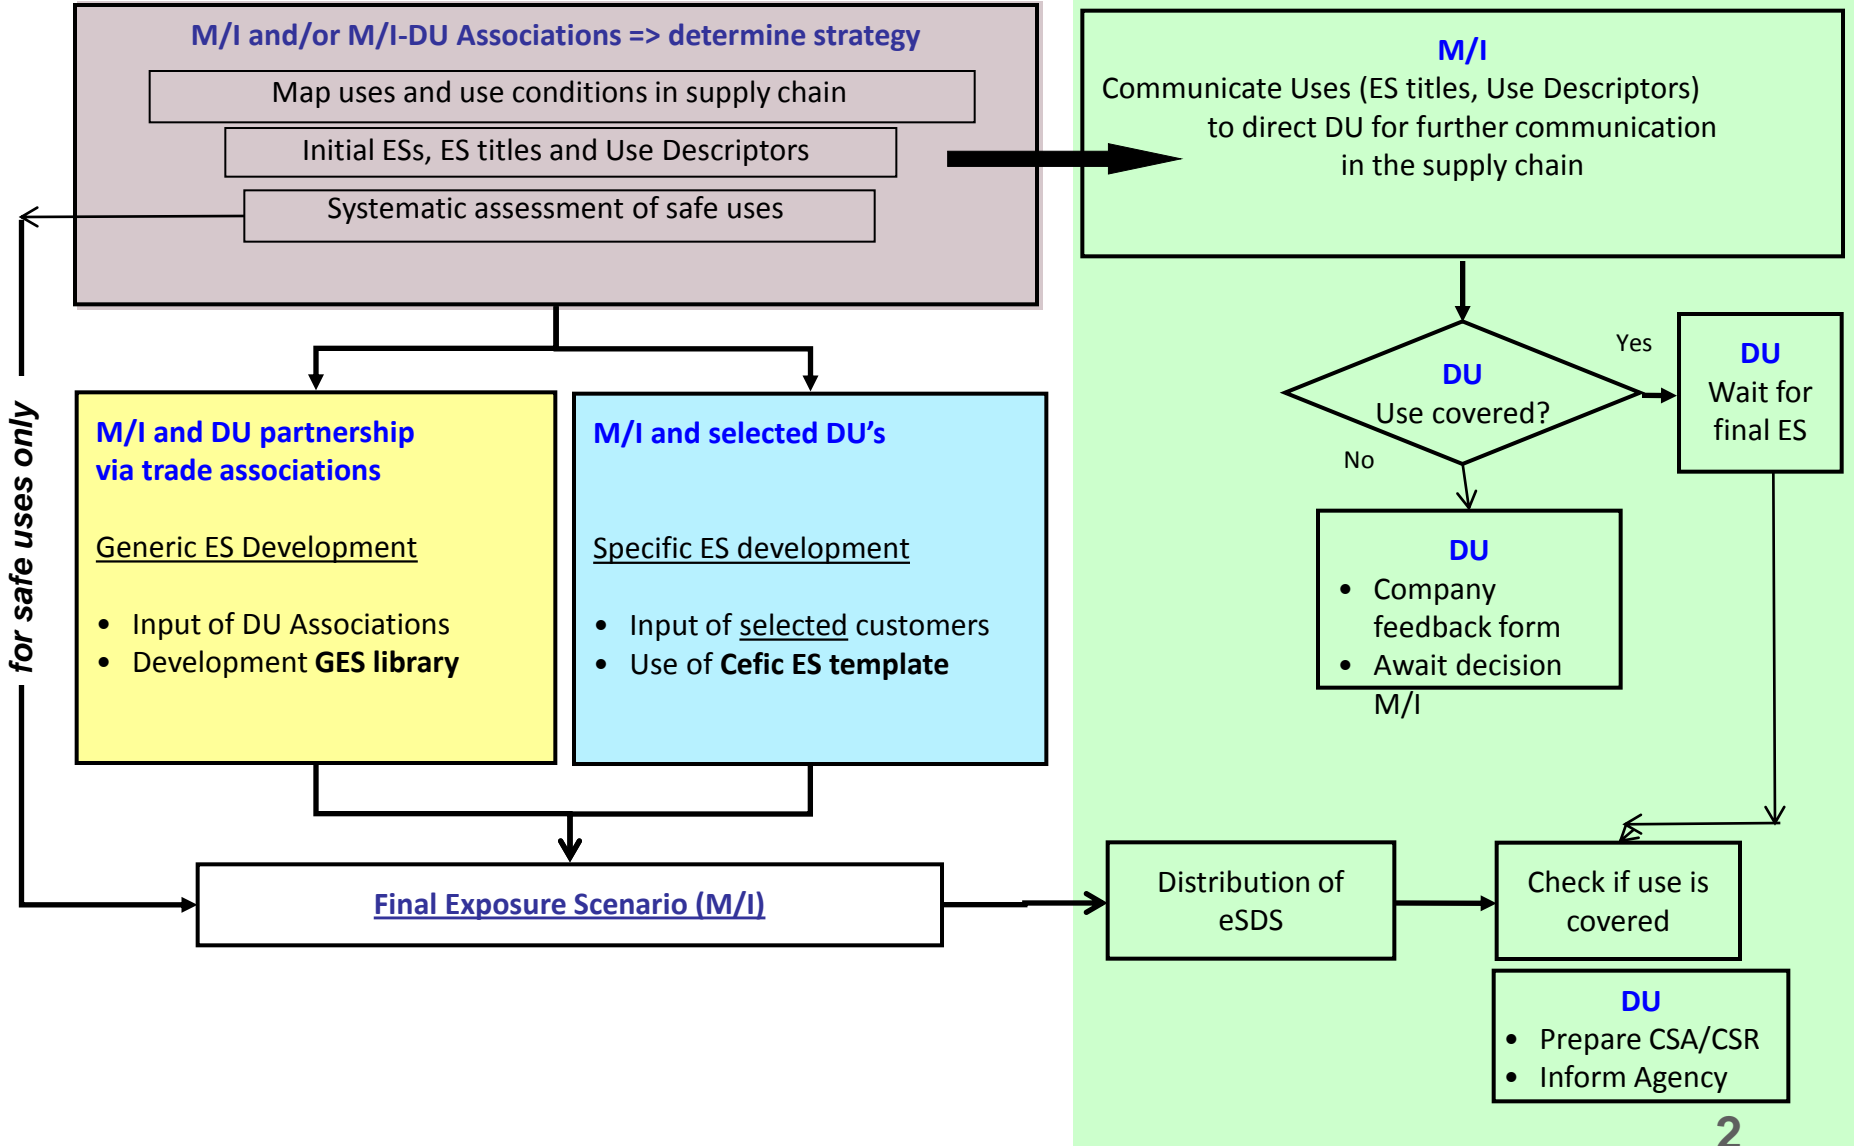 M/I and/or M/I-DU Associations => determine strategy
Map uses and use conditions in supply chain
Initial ESs, ES titles and Use Descriptors
Systematic assessment of safe uses
for safe uses only
M/I and DU partnership
via trade associations
Generic ES Development
• Input of DU Associations
• Development GES library
M/I and selected DU’s
Specific ES development
• Input of selected customers
• Use of Cefic ES template
Final Exposure Scenario (M/I)
M/I
Communicate Uses (ES titles, Use Descriptors)
to direct DU for further communication
in the supply chain
DU
Use covered?
Yes
No
DU
Wait for
final ES
DU
• Company
feedback form
• Await decision
M/I
Distribution of
eSDS
Check if use is
covered
DU
• Prepare CSA/CSR
• Inform Agency
2